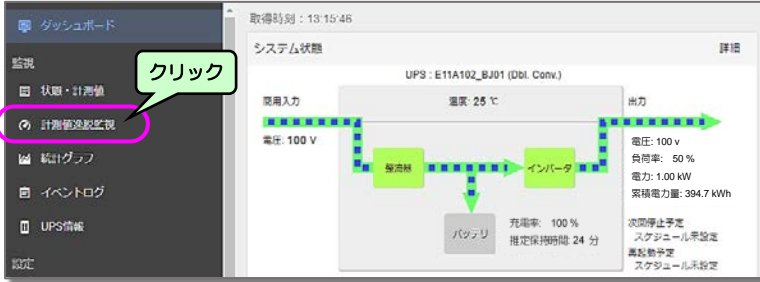 ダッシュボード
監視
状態・計測値
計測値逸脱監視
統計グラフ
イベントログ
UPS情報
設定
クリック
取得時刻 : 13:15:46
システム状態
詳細
UPS : E11A102_BJ01 (Dbl. Conv.)
商用入力
温度: 25 ℃
出力
電圧: 100 V
整流器
インバータ
電圧: 100 v
負荷率: 50 %
電力: 1.00 kW
累積電力量: 394.7 kWh
バッテリ
充電率: 100 %
推定保持時間: 24 分
次回停止予定
スケジュール未設定
再起動予定
スケジュール未設定